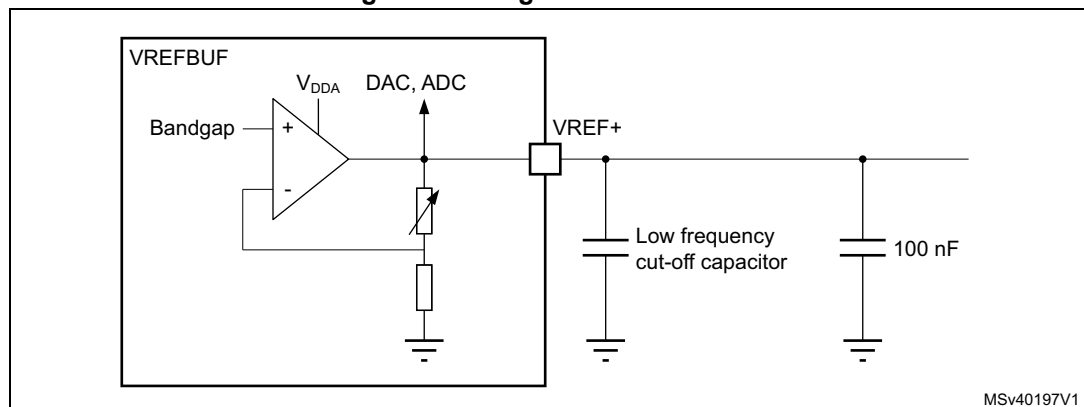 VREFBUF
VDDA
DAC, ADC
Bandgap
+
-
VREF+
Low frequency
cut-off capacitor
100 nF
MSv40197V1